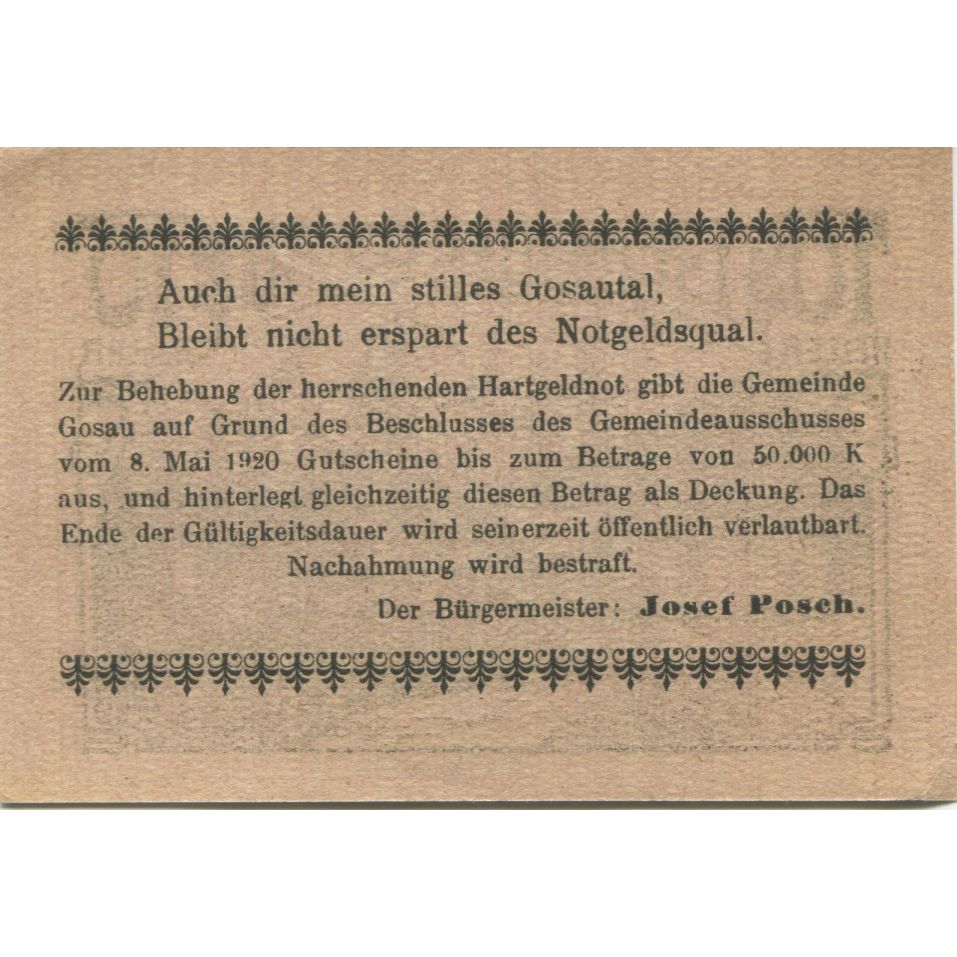 Auch dir mein stilles Gosautal,
Bleibt nicht erspart des Notgeldsqual.
Zur Behebung der herrschenden Hartgeldnot gibt die Gemeinde
Gosau auf Grund des Beschlusses des Gemeindeausschusses
vom 8. Mai 1920 Gutscheine bis zum Betrage von 50.000 K
aus, und hinterlegt gleichzeitig diesen Betrag als Deckung. Das
Ende der Gültigkeitsdauer wird seinerzeit öffentlich verlautbart.
Nachahmung wird bestraft.
Der Bürgermeister: Josef Posch.